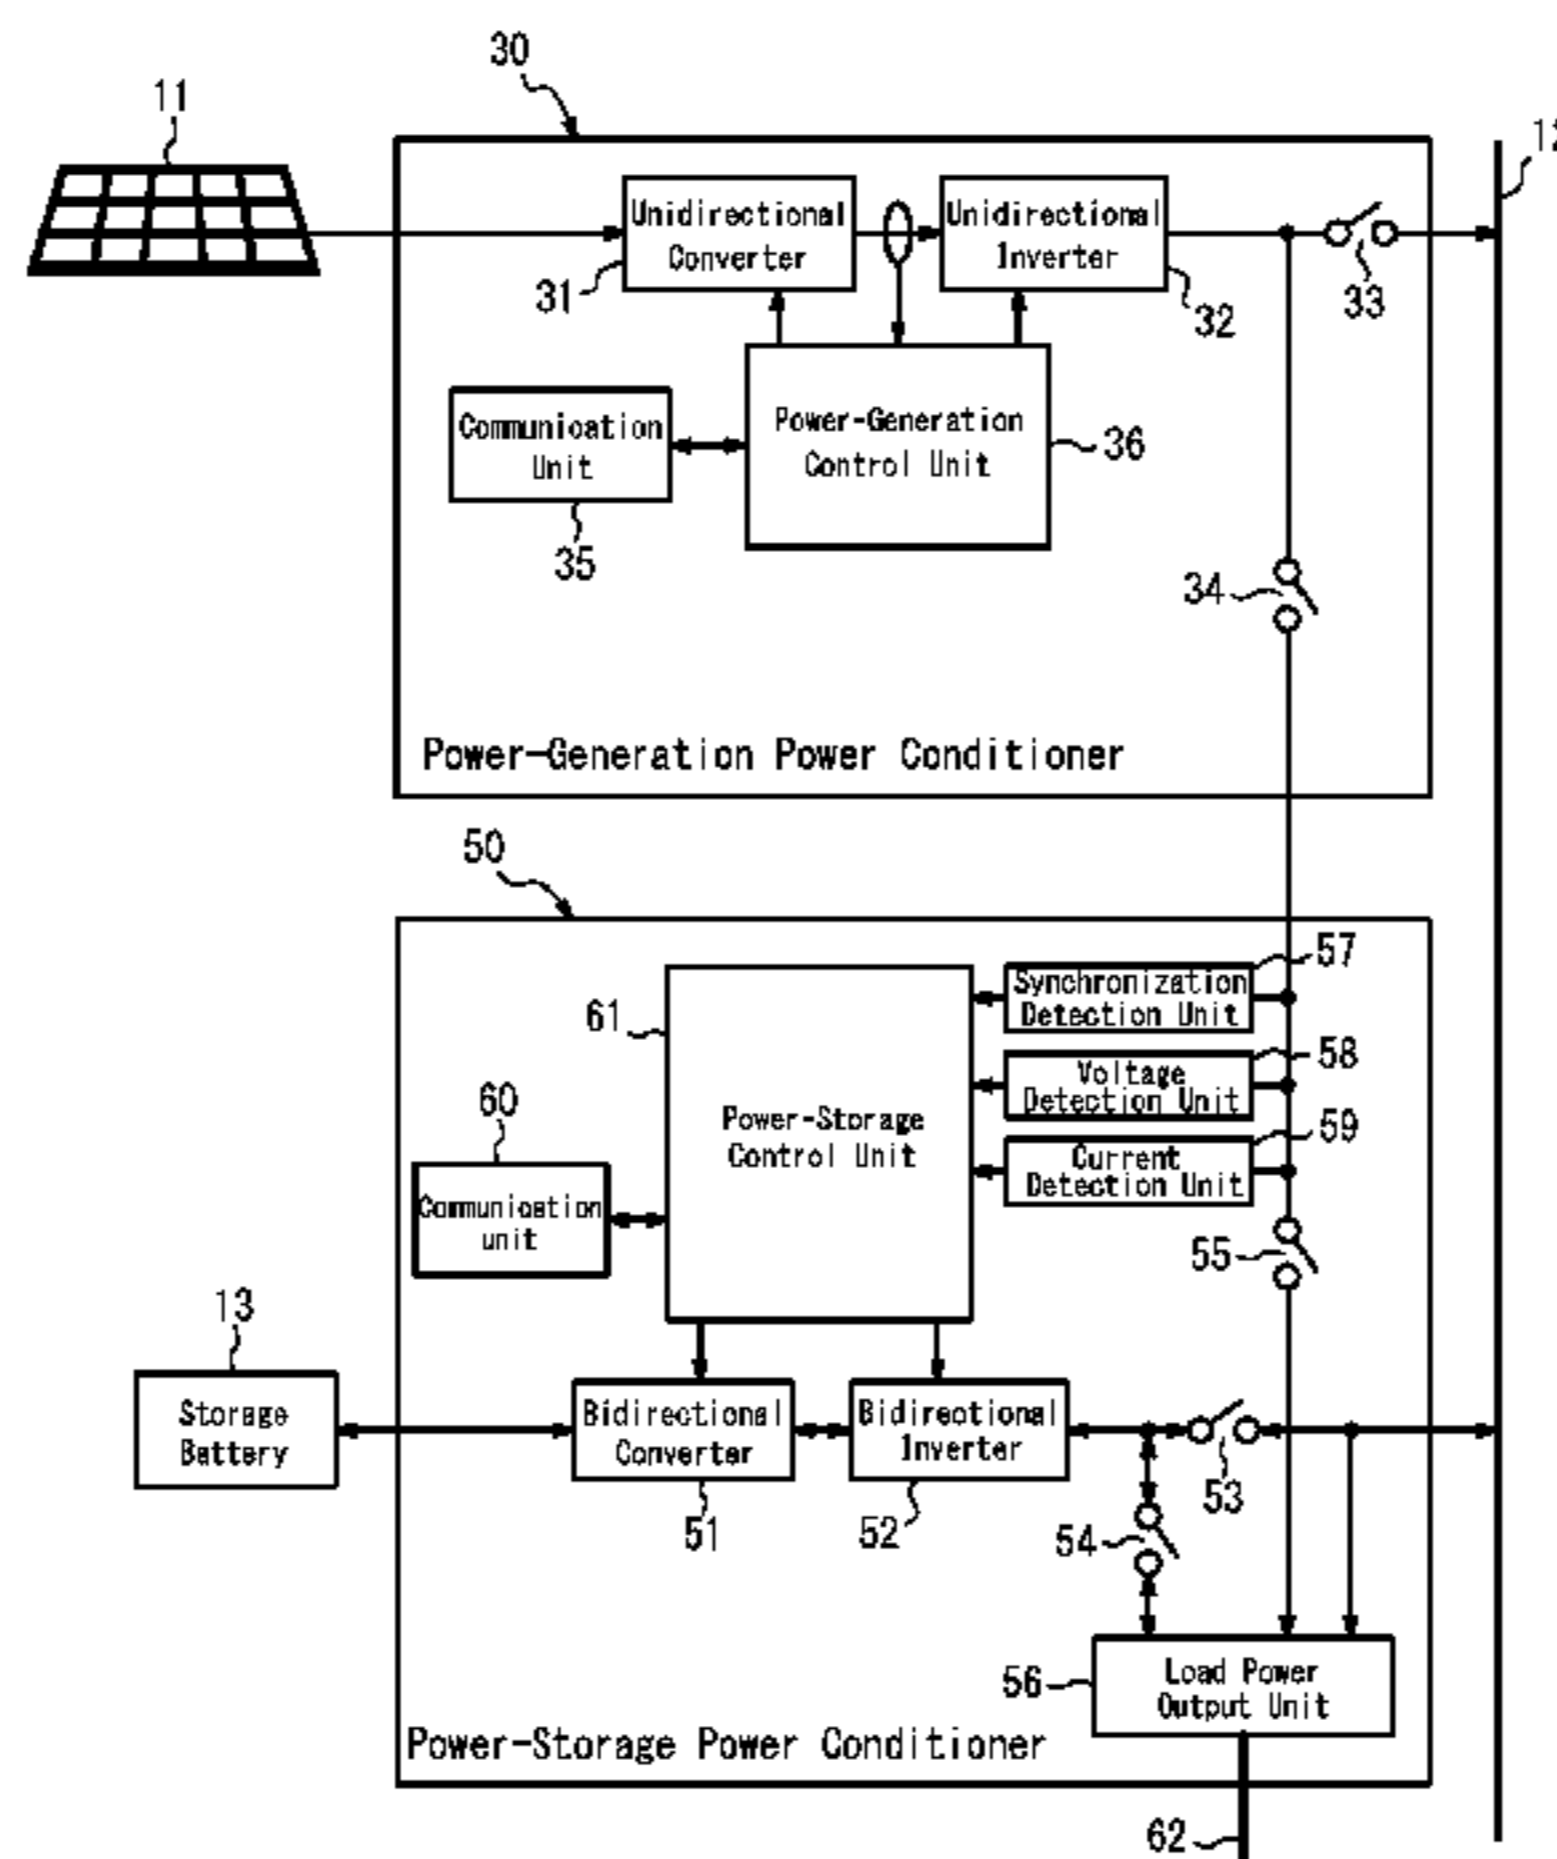 30
11
12
Unidirectional
Converter
Unidirectional
Inverter
31
32
33
Communication
Unit
Power-Generation
Control Unit
36
35
34
Power-Generation Power Conditioner
50
57
Synchronization
Detection Unit
61
58
Voltage
Detection Unit
60
Power-Storage
Control Unit
59
Current
Detection Unit
Communication
unit
55
13
Storage
Battery
Bidirectional
Converter
Bidirectional
Inverter
51
52
53
54
56
Load Power
Output Unit
Power-Storage Power Conditioner
62